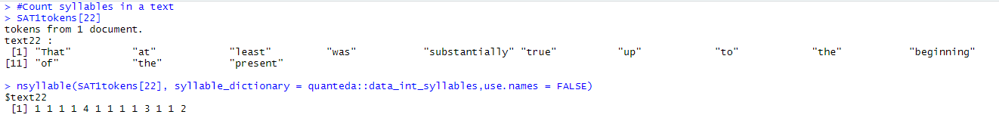 > #Count syllables in a text
> SAT1tokens[22]
tokens from 1 document.
text22 :
 [1] "That"          "at"            "least"         "was"           "substantially" "true"          "up"            "to"            "the"           "beginning"
[11] "of"            "the"           "present"
> nsyllable(SAT1tokens[22], syllable_dictionary = quanteda::data_int_syllables,use.names = FALSE)
$text22
 [1] 1 1 1 1 4 1 1 1 1 3 1 1 2